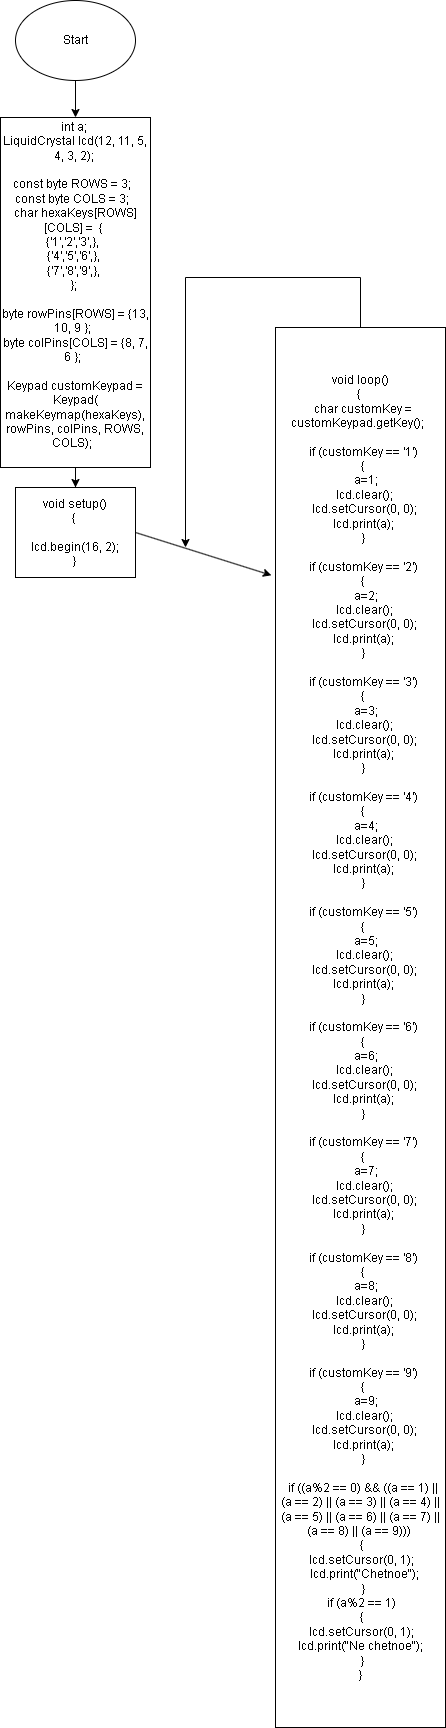 Start
int a;
LiquidCrystal lcd(12, 11, 5,
4, 3, 2);
const byte ROWS = 3;
const byte COLS = 3;
char hexaKeys[ROWS]
[COLS] = {
{'1','2','3',},
{'4','5','6',},
{'7','8','9',},
};
byte rowPins[ROWS] = {13,
10, 9 };
byte colPins[COLS] = {8, 7,
6 };
Keypad customKeypad =
Keypad(
makeKeymap(hexaKeys),
rowPins, colPins, ROWS,
COLS);
void setup()
{
lcd.begin(16, 2);
}
void loop()
{
char customKey =
customKeypad.getKey();
if (customKey == '1')
{
a=1;
lcd.clear();
lcd.setCursor(0, 0);
lcd.print(a);
}
if (customKey == '2')
{
a=2;
lcd.clear();
lcd.setCursor(0, 0);
lcd.print(a);
}
if (customKey == '3')
{
a=3;
lcd.clear();
lcd.setCursor(0, 0);
lcd.print(a);
}
if (customKey == '4')
{
a=4;
lcd.clear();
lcd.setCursor(0, 0);
lcd.print(a);
}
if (customKey == '5')
{
a=5;
lcd.clear();
lcd.setCursor(0, 0);
lcd.print(a);
}
if (customKey == '6')
{
a=6;
lcd.clear();
lcd.setCursor(0, 0);
lcd.print(a);
}
if (customKey == '7')
{
a=7;
lcd.clear();
lcd.setCursor(0, 0);
lcd.print(a);
}
if (customKey == '8')
{
a=8;
lcd.clear();
lcd.setCursor(0, 0);
lcd.print(a);
}
if (customKey == '9')
{
a=9;
lcd.clear();
lcd.setCursor(0, 0);
lcd.print(a);
}
if ((a%2 == 0) && ((a == 1) ||
(a == 2) || (a == 3) || (a == 4) ||
(a == 5) || (a == 6) || (a == 7) ||
(a == 8) || (a == 9)))
{
lcd.setCursor(0, 1);
lcd.print("Chetnoe");
}
if (a%2 == 1)
{
lcd.setCursor(0, 1);
lcd.print("Ne chetnoe");
}
}